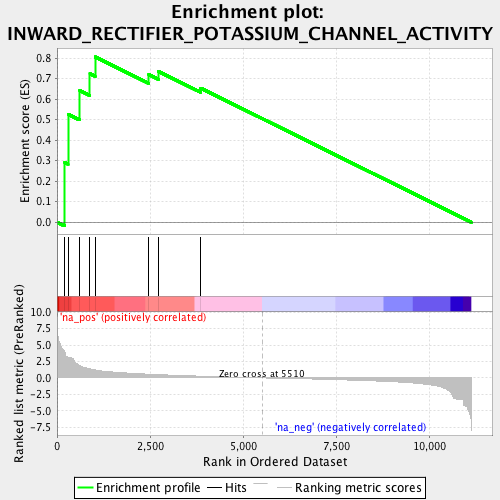 Enrichment plot:
INWARD_RECTIFIER_POTASSIUM_CHANNEL_ACTIVITY
Enrichment score (ES)
0.8
0.7
0.6
0.5
0.4
0.3
0.2
0.1
0.0
Ranked list metric (PreRanked)
10.0
7.5
5.0
2.5
0.0
-2.5
-5.0
-7.5
'na_pos' (positively correlated)
Zero cross at 5510
'na_neg' (negatively correlated)
0 2,500 5,000 7,500 10,000
Rank in Ordered Dataset
Enrichment profile Hits Ranking metric scores